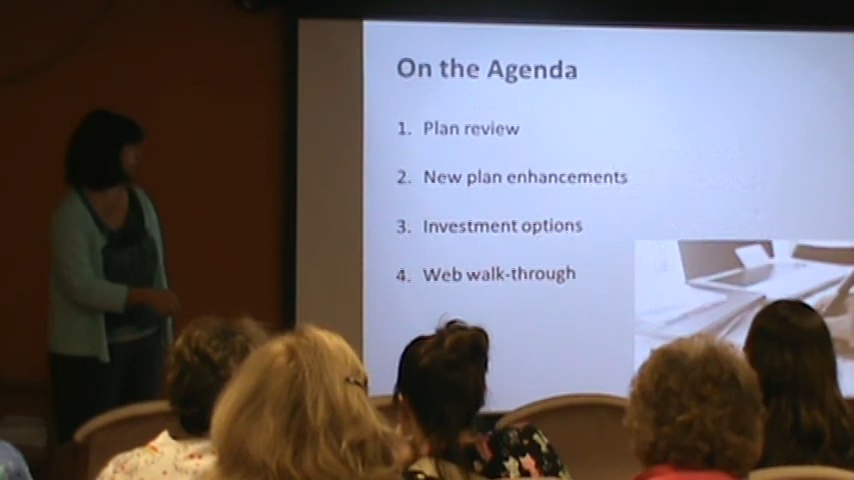 On the Agenda
1. Plan review
2. New plan enhancements
3. Investment options
4. Web walk-through